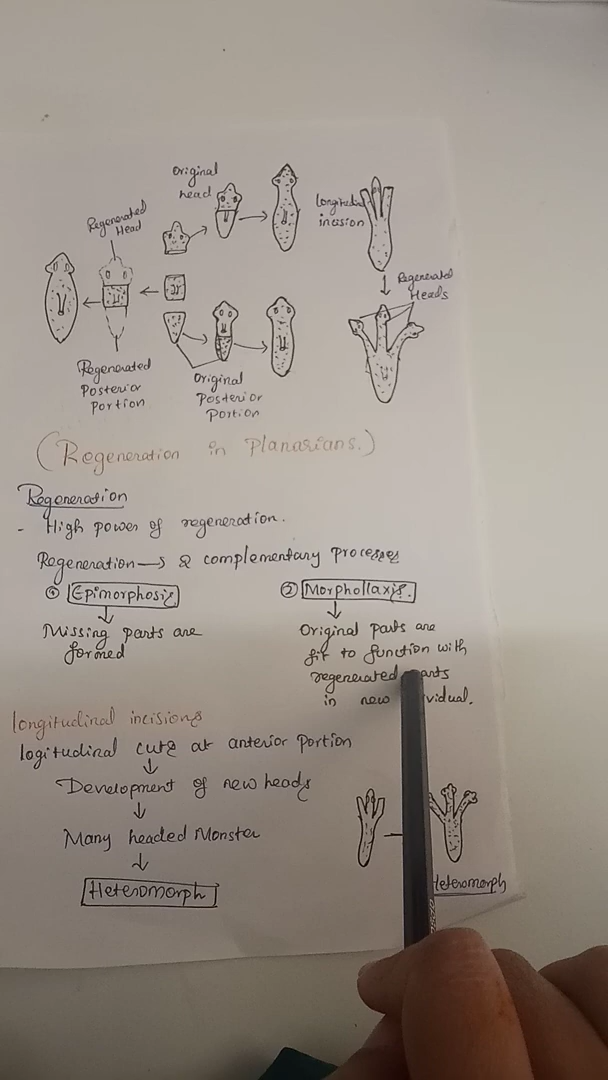 Original
head
Longitudinal
incision
Regenerated
Head
Regenerated
Heads
Regenerated
Posterior
Portion
Original
Posterior
Portion
(Regeneration in Planarians.)
Regeneration
- High power of regeneration.
Regeneration → 2 complementary processes
① Epimorphosis
② Morphollaxis.
Missing parts are
formed
Original parts are
fit to function with
regenerated parts
in new
longitudinal incisions
logitudinal cuts at anterior portion
↓
Development of new heads
↓
Many headed Monster
↓
Heteromorph
Heteromorph